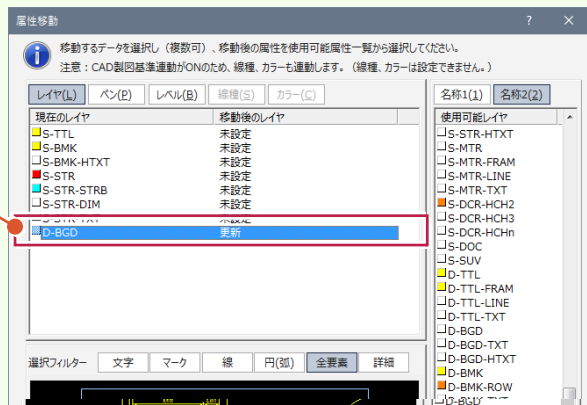 属性移動 ? ×
移動するデータを選択し（複数可）、移動後の属性を使用可能属性一覧から選択してください。
注意：CAD製図基準連動がONのため、線種、カラーも連動します。（線種、カラーは設定できません。）
レイヤ(L) ペン(P) レベル(B) 線種(S) カラー(C)
現在のレイヤ 移動後のレイヤ
S-TTL 未設定
S-BMK 未設定
S-BMK-HTXT 未設定
S-STR 未設定
S-STR-STRB 未設定
S-STR-DIM 未設定
S-STR-TXT 未設定
D-BGD 更新
名称1(1) 名称2(2)
使用可能レイヤ
S-STR-HTXT
S-MTR
S-MTR-FRAM
S-MTR-LINE
S-MTR-TXT
S-DCR-HCH2
S-DCR-HCH3
S-DCR-HCHn
S-DOC
S-SUV
D-TTL
D-TTL-FRAM
D-TTL-LINE
D-TTL-TXT
D-BGD
D-BGD-TXT
D-BGD-HTXT
D-BMK
D-BMK-ROW
選択フィルター 文字 マーク 線 円(弧) 全要素 詳細